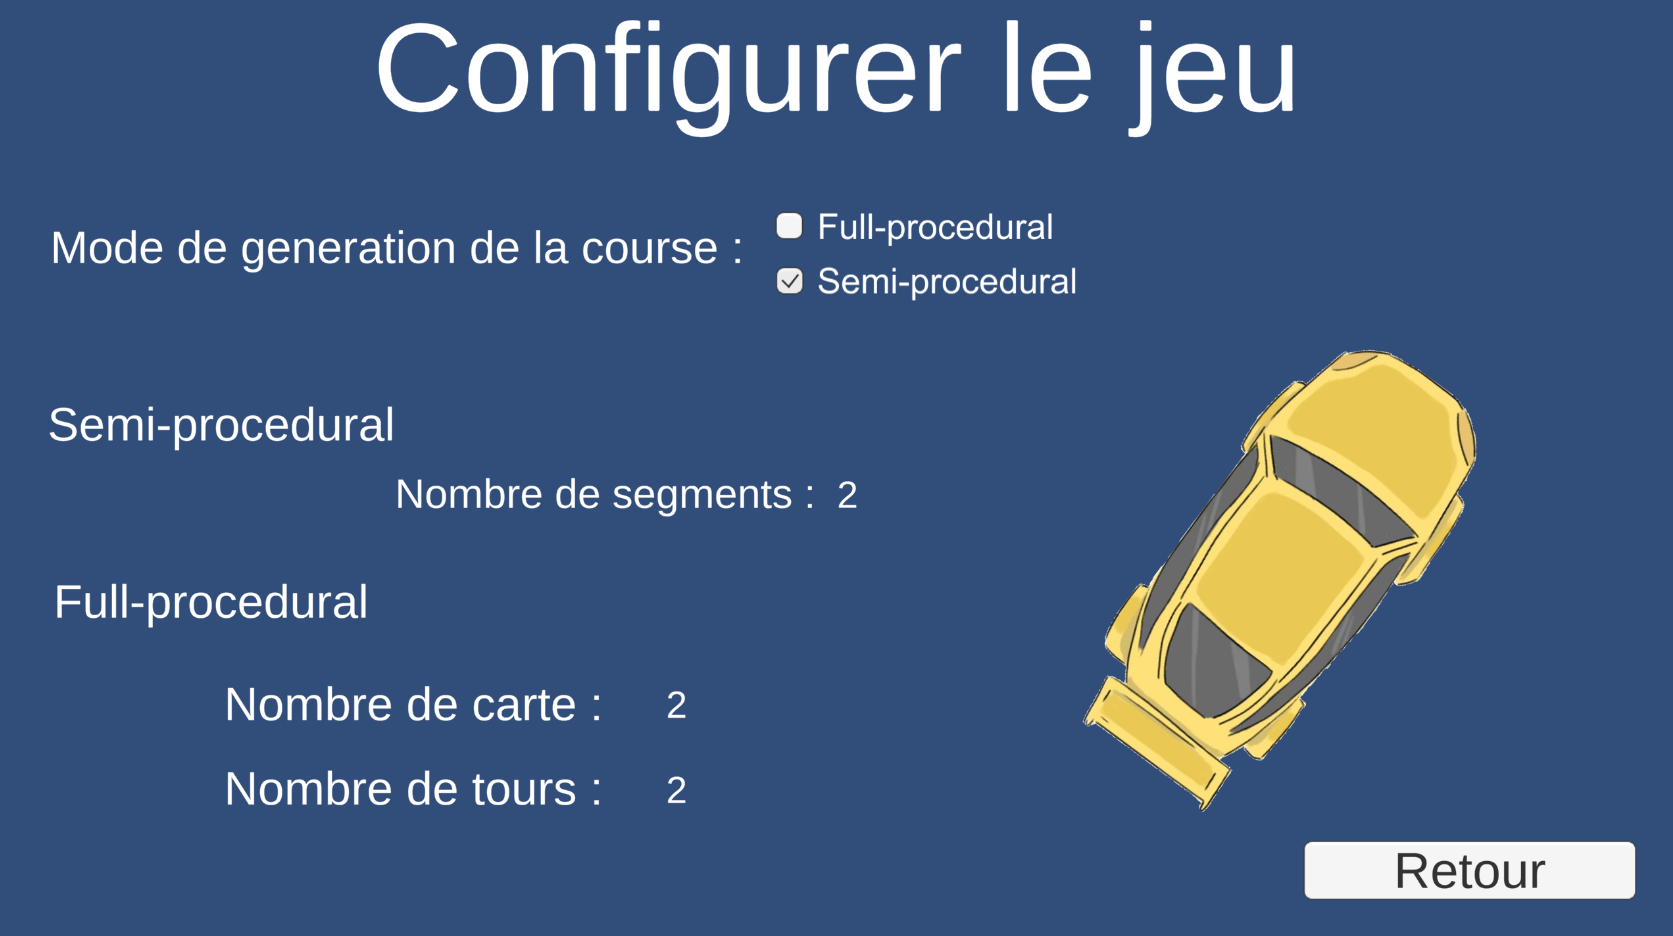 Configurer le jeu
Mode de generation de la course :
Full-procedural
Semi-procedural
Semi-procedural
Nombre de segments : 2
Full-procedural
Nombre de carte : 2
Nombre de tours : 2
Retour